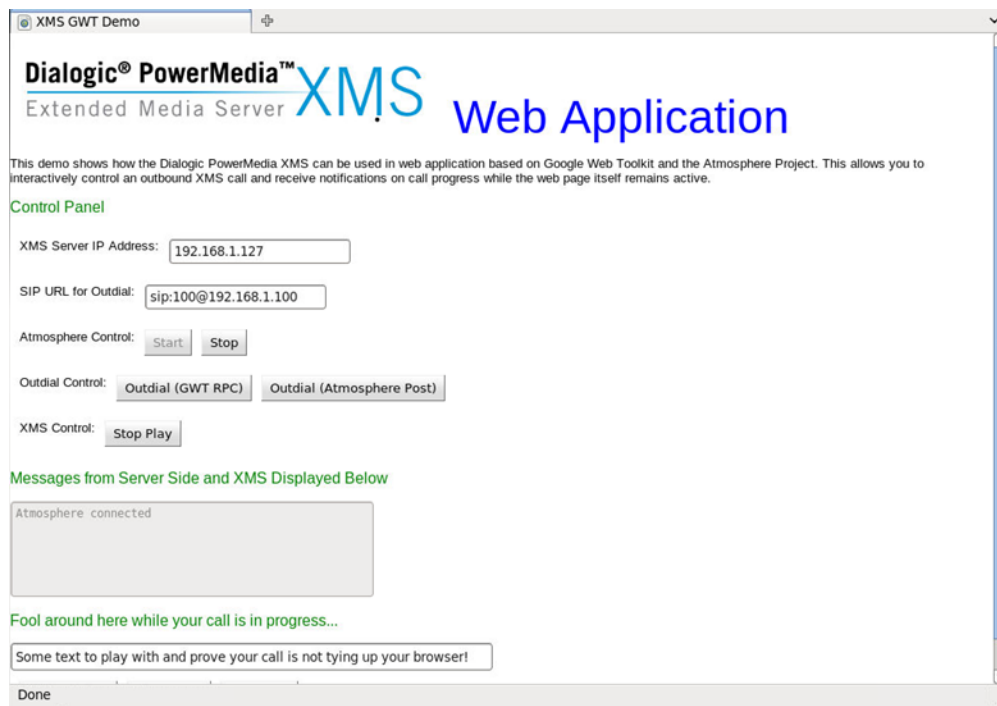 XMS GWT Demo
Dialogic® PowerMedia™ XMS
Extended Media Server
Web Application
This demo shows how the Dialogic PowerMedia XMS can be used in web application based on Google Web Toolkit and the Atmosphere Project. This allows you to
interactively control an outbound XMS call and receive notifications on call progress while the web page itself remains active.
Control Panel
XMS Server IP Address: 192.168.1.127
SIP URL for Outdial: sip:100@192.168.1.100
Atmosphere Control: Start Stop
Outdial Control: Outdial (GWT RPC) Outdial (Atmosphere Post)
XMS Control: Stop Play
Messages from Server Side and XMS Displayed Below
Atmosphere connected
Fool around here while your call is in progress...
Some text to play with and prove your call is not tying up your browser!
Done